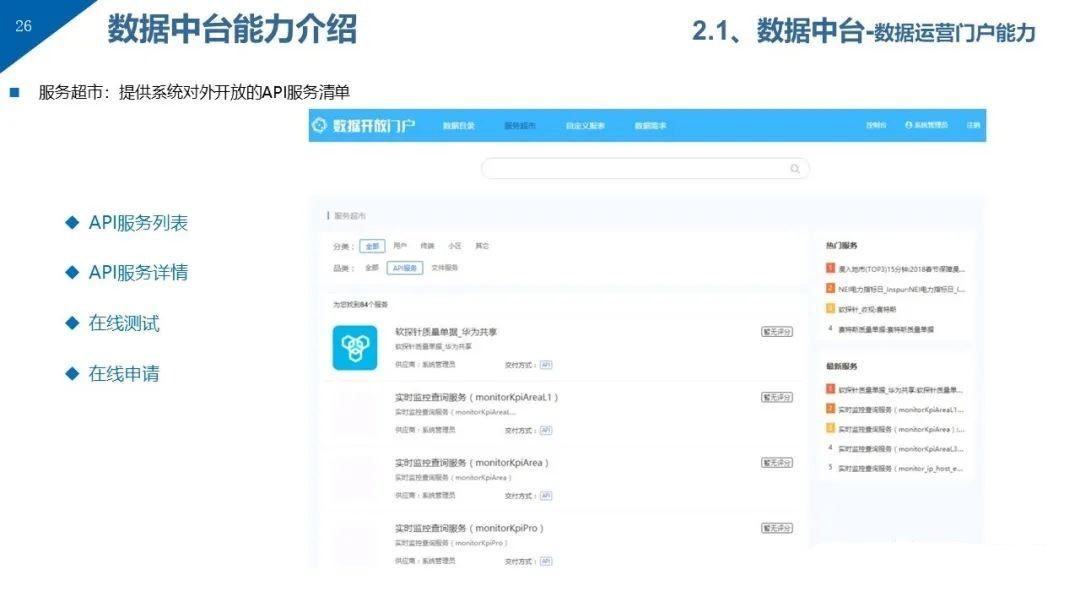 26
数据中台能力介绍
2.1、数据中台-数据运营门户能力
服务超市：提供系统对外开放的API服务清单
API服务列表
API服务详情
在线测试
在线申请
数据开放门户 数据目录 服务超市 自定义报表 数据需求 控制台 系统管理员 注销
服务超市
分类： 全部 用户 终端 小区 其它
品类： 全部 API服务 文件服务
为您找到84个服务
软探针质量单据_华为共享 暂无评分
软探针质量单据_华为共享
供应商：系统管理员 交付方式： API
实时监控查询服务（monitorKpiAreaL1） 暂无评分
实时监控查询服务（monitorKpiAreaL...
供应商：系统管理员 交付方式： API
实时监控查询服务（monitorKpiArea） 暂无评分
实时监控查询服务（monitorKpiArea）
供应商：系统管理员 交付方式： API
实时监控查询服务（monitorKpiPro） 暂无评分
实时监控查询服务（monitorKpiPro）
供应商：系统管理员 交付方式： API
热门服务
1 漫入地市(TOP3)15分钟:2018春节保障漫...
2 NEI电力指标日_Inspur:NEI电力指标日_I...
3 软探针_:赛特斯
4 赛特斯质量单据:赛特斯质量单据
最新服务
1 软探针质量单据_华为共享:软探针质量单...
2 实时监控查询服务（monitorKpiAreaL1...
3 实时监控查询服务（monitorKpiArea）:...
4 实时监控查询服务（monitorKpiAreaL3...
5 实时监控查询服务（monitor_ip_host_e...